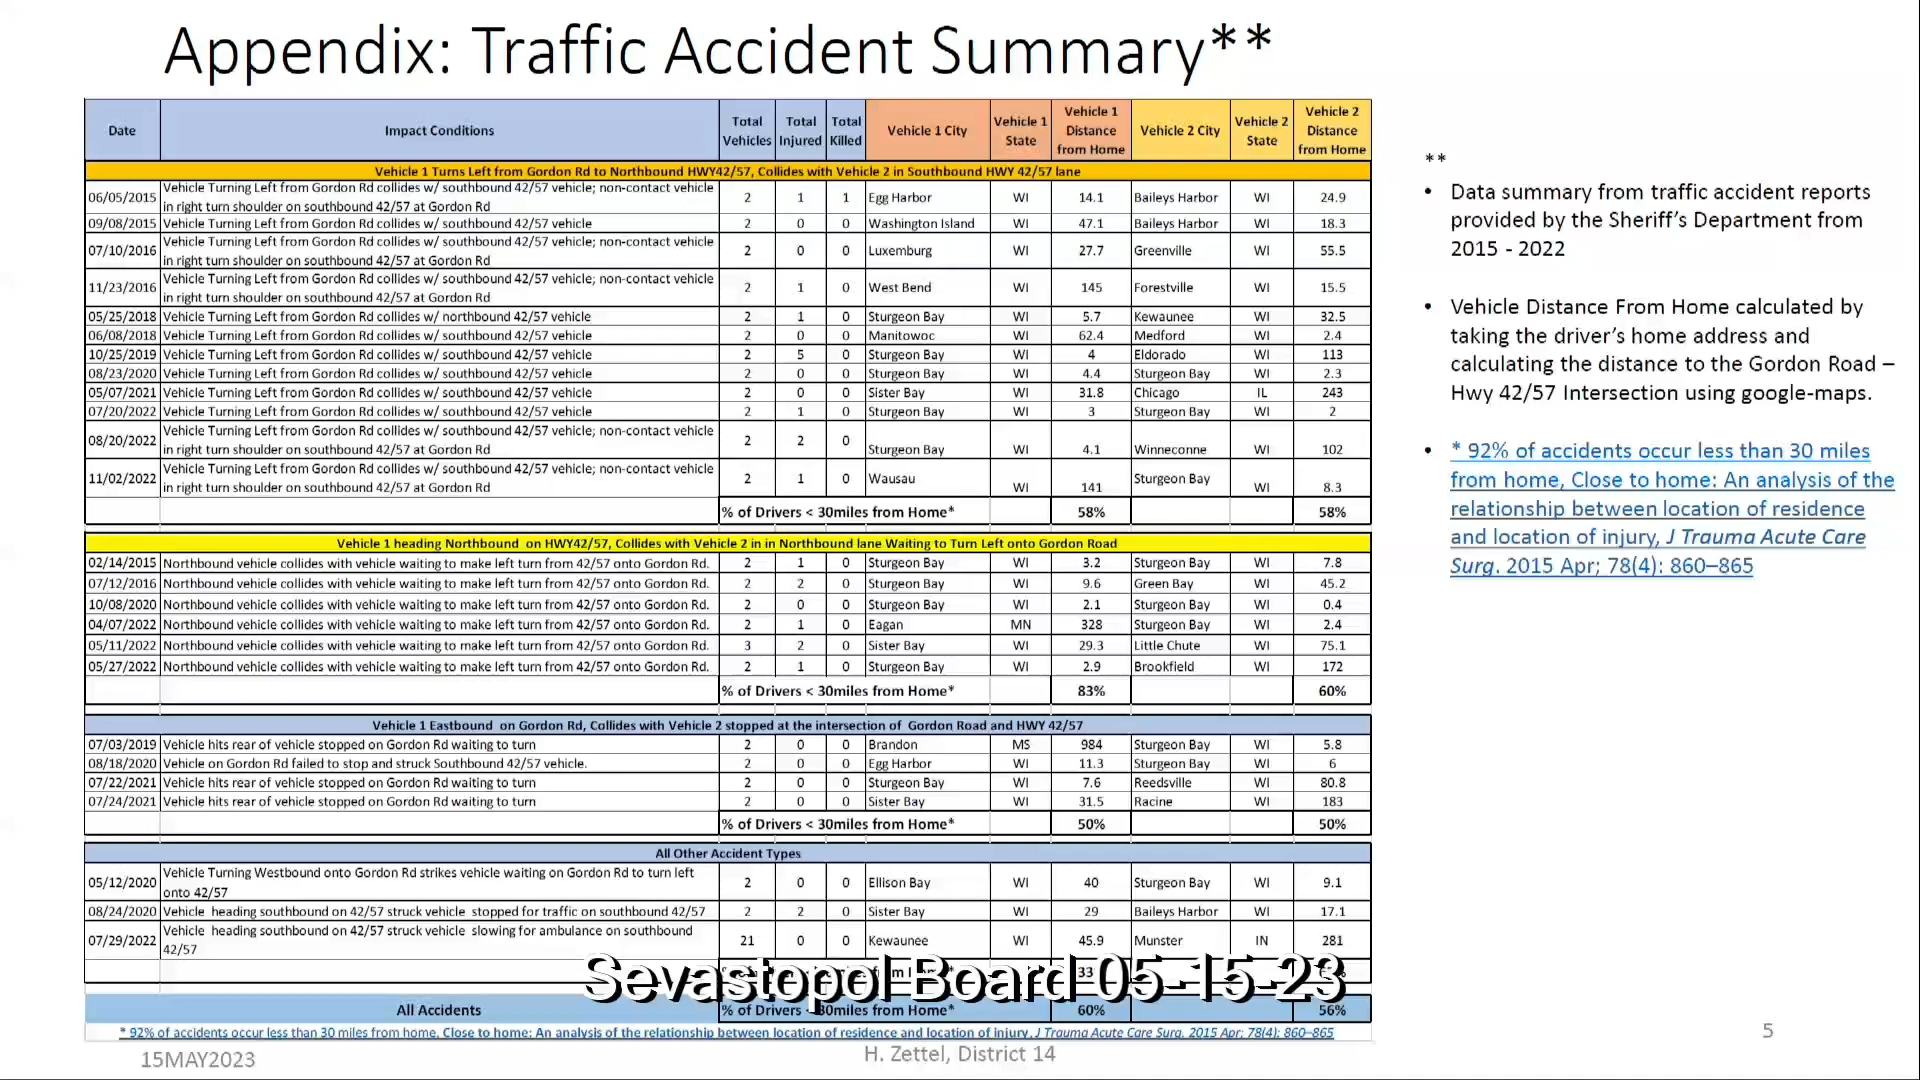 Appendix: Traffic Accident Summary**
Date Impact Conditions Total Vehicles Total Injured Total Killed Vehicle 1 City Vehicle 1 State Vehicle 1 Distance from Home Vehicle 2 City Vehicle 2 State Vehicle 2 Distance from Home
Vehicle 1 Turns Left from Gordon Rd to Northbound HWY42/57, Collides with Vehicle 2 in Southbound HWY 42/57 lane
06/05/2015 Vehicle Turning Left from Gordon Rd collides w/ southbound 42/57 vehicle; non-contact vehicle in right turn shoulder on southbound 42/57 at Gordon Rd 2 1 1 Egg Harbor WI 14.1 Baileys Harbor WI 24.9
09/08/2015 Vehicle Turning Left from Gordon Rd collides w/ southbound 42/57 vehicle 2 0 0 Washington Island WI 47.1 Baileys Harbor WI 18.3
07/10/2016 Vehicle Turning Left from Gordon Rd collides w/ southbound 42/57 vehicle; non-contact vehicle in right turn shoulder on southbound 42/57 at Gordon Rd 2 0 0 Luxemburg WI 27.7 Greenville WI 55.5
11/23/2016 Vehicle Turning Left from Gordon Rd collides w/ southbound 42/57 vehicle; non-contact vehicle in right turn shoulder on southbound 42/57 at Gordon Rd 2 1 0 West Bend WI 145 Forestville WI 15.5
05/25/2018 Vehicle Turning Left from Gordon Rd collides w/ northbound 42/57 vehicle 2 1 0 Sturgeon Bay WI 5.7 Kewaunee WI 32.5
06/08/2018 Vehicle Turning Left from Gordon Rd collides w/ southbound 42/57 vehicle 2 0 0 Manitowoc WI 62.4 Medford WI 2.4
10/25/2019 Vehicle Turning Left from Gordon Rd collides w/ southbound 42/57 vehicle 2 5 0 Sturgeon Bay WI 4 Eldorado WI 113
08/23/2020 Vehicle Turning Left from Gordon Rd collides w/ southbound 42/57 vehicle 2 0 0 Sturgeon Bay WI 4.4 Sturgeon Bay WI 2.3
05/07/2021 Vehicle Turning Left from Gordon Rd collides w/ southbound 42/57 vehicle 2 0 0 Sister Bay WI 31.8 Chicago IL 243
07/20/2022 Vehicle Turning Left from Gordon Rd collides w/ southbound 42/57 vehicle 2 1 0 Sturgeon Bay WI 3 Sturgeon Bay WI 2
08/20/2022 Vehicle Turning Left from Gordon Rd collides w/ southbound 42/57 vehicle; non-contact vehicle in right turn shoulder on southbound 42/57 at Gordon Rd 2 2 0 Sturgeon Bay WI 4.1 Winneconne WI 102
11/02/2022 Vehicle Turning Left from Gordon Rd collides w/ southbound 42/57 vehicle; non-contact vehicle in right turn shoulder on southbound 42/57 at Gordon Rd 2 1 0 Wausau WI 141 Sturgeon Bay WI 8.3
% of Drivers < 30miles from Home* 58% 58%
Vehicle 1 heading Northbound on HWY42/57, Collides with Vehicle 2 in in Northbound lane Waiting to Turn Left onto Gordon Road
02/14/2015 Northbound vehicle collides with vehicle waiting to make left turn from 42/57 onto Gordon Rd. 2 1 0 Sturgeon Bay WI 3.2 Sturgeon Bay WI 7.8
07/12/2016 Northbound vehicle collides with vehicle waiting to make left turn from 42/57 onto Gordon Rd. 2 2 0 Sturgeon Bay WI 9.6 Green Bay WI 45.2
10/08/2020 Northbound vehicle collides with vehicle waiting to make left turn from 42/57 onto Gordon Rd. 2 0 0 Sturgeon Bay WI 2.1 Sturgeon Bay WI 0.4
04/07/2022 Northbound vehicle collides with vehicle waiting to make left turn from 42/57 onto Gordon Rd. 2 1 0 Eagan MN 328 Sturgeon Bay WI 2.4
05/11/2022 Northbound vehicle collides with vehicle waiting to make left turn from 42/57 onto Gordon Rd. 3 2 0 Sister Bay WI 29.3 Little Chute WI 75.1
05/27/2022 Northbound vehicle collides with vehicle waiting to make left turn from 42/57 onto Gordon Rd. 2 1 0 Sturgeon Bay WI 2.9 Brookfield WI 172
% of Drivers < 30miles from Home* 83% 60%
Vehicle 1 Eastbound on Gordon Rd, Collides with Vehicle 2 stopped at the intersection of Gordon Road and HWY 42/57
07/03/2019 Vehicle hits rear of vehicle stopped on Gordon Rd waiting to turn 2 0 0 Brandon MS 984 Sturgeon Bay WI 5.8
08/18/2020 Vehicle on Gordon Rd failed to stop and struck Southbound 42/57 vehicle. 2 0 0 Egg Harbor WI 11.3 Sturgeon Bay WI 6
07/22/2021 Vehicle hits rear of vehicle stopped on Gordon Rd waiting to turn 2 0 0 Sturgeon Bay WI 7.6 Reedsville WI 80.8
07/24/2021 Vehicle hits rear of vehicle stopped on Gordon Rd waiting to turn 2 0 0 Sister Bay WI 31.5 Racine WI 183
% of Drivers < 30miles from Home* 50% 50%
All Other Accident Types
05/12/2020 Vehicle Turning Westbound onto Gordon Rd strikes vehicle waiting on Gordon Rd to turn left onto 42/57 2 0 0 Ellison Bay WI 40 Sturgeon Bay WI 9.1
08/24/2020 Vehicle heading southbound on 42/57 struck vehicle stopped for traffic on southbound 42/57 2 2 0 Sister Bay WI 29 Baileys Harbor WI 17.1
07/29/2022 Vehicle heading southbound on 42/57 struck vehicle slowing for ambulance on southbound 42/57 21 0 0 Kewaunee WI 45.9 Munster IN 281
Sevastopol Board 05-15-23
All Accidents % of Drivers 30miles from Home* 60% 56%
* 92% of accidents occur less than 30 miles from home, Close to home: An analysis of the relationship between location of residence and location of injury, J Trauma Acute Care Surg. 2015 Apr; 78(4): 860–865
**
• Data summary from traffic accident reports
provided by the Sheriff's Department from
2015 - 2022
• Vehicle Distance From Home calculated by
taking the driver's home address and
calculating the distance to the Gordon Road –
Hwy 42/57 Intersection using google-maps.
• * 92% of accidents occur less than 30 miles
from home, Close to home: An analysis of the
relationship between location of residence
and location of injury, J Trauma Acute Care
Surg. 2015 Apr; 78(4): 860–865
15MAY2023
H. Zettel, District 14
5